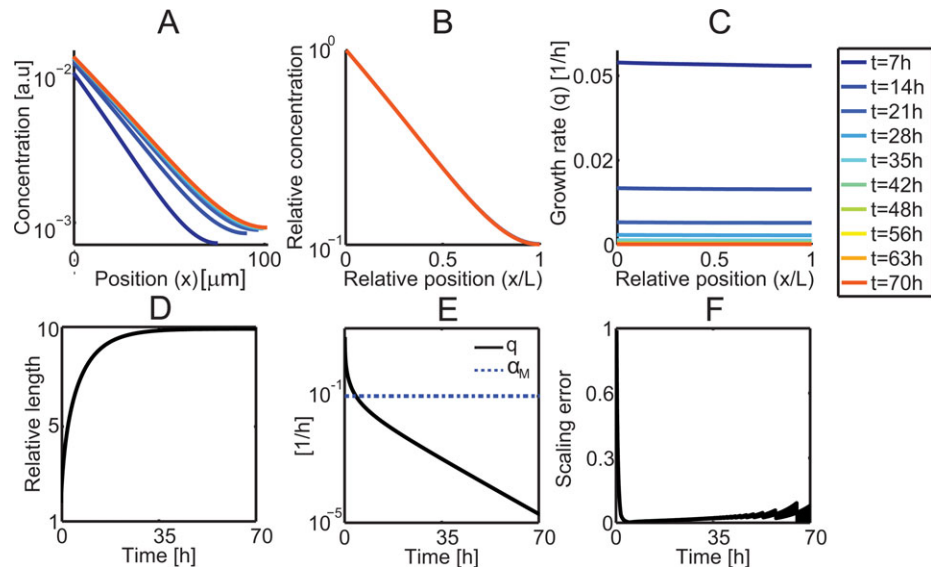 A
Concentration [a.u]
10⁻²
10⁻³
0
100
Position (x) [μm]
B
Relative concentration
10⁰
10⁻¹
0
0.5
1
Relative position (x/L)
C
Growth rate (q) [1/h]
0.05
0.02
0
0
0.5
1
Relative position (x/L)
t=7h
t=14h
t=21h
t=28h
t=35h
t=42h
t=48h
t=56h
t=63h
t=70h
D
Relative length
10
5
1
0
35
70
Time [h]
E
[1/h]
10⁻¹
10⁻⁵
q
α_M
0
35
70
Time [h]
F
Scaling error
1
0.6
0.3
0
0
35
70
Time [h]